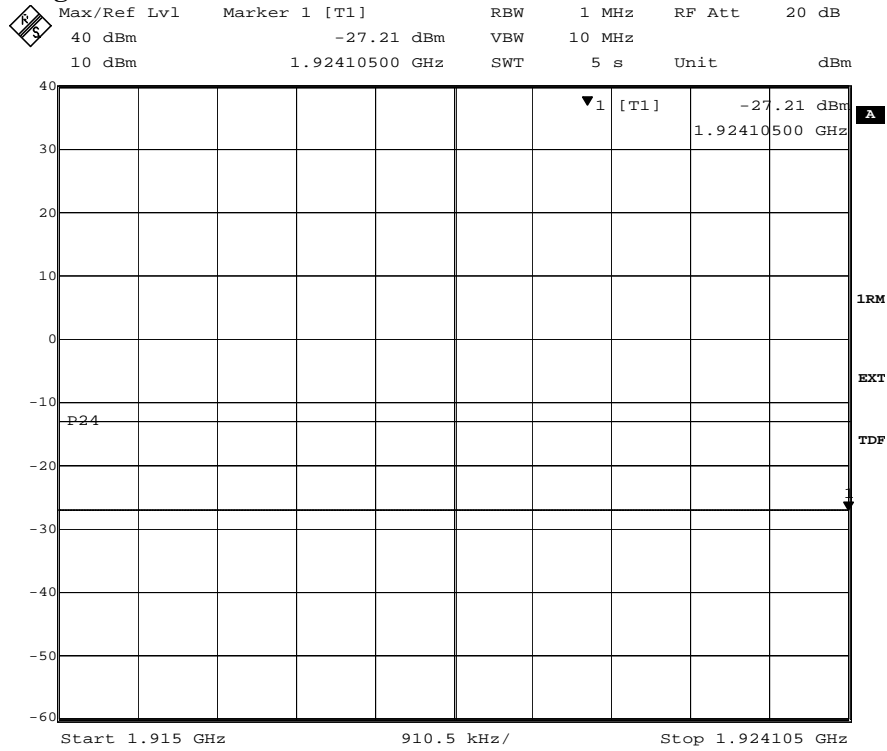 Max/Ref Lvl Marker 1 [T1] RBW 1 MHz RF Att 20 dB
40 dBm -27.21 dBm VBW 10 MHz
10 dBm 1.92410500 GHz SWT 5 s Unit dBm
R S
40
1 [T1] -27.21 dBm
A
1.92410500 GHz
30
20
10
1RM
0
EXT
-10
P24
TDF
-20
1
-30
-40
-50
-60
Start 1.915 GHz 910.5 kHz/ Stop 1.924105 GHz